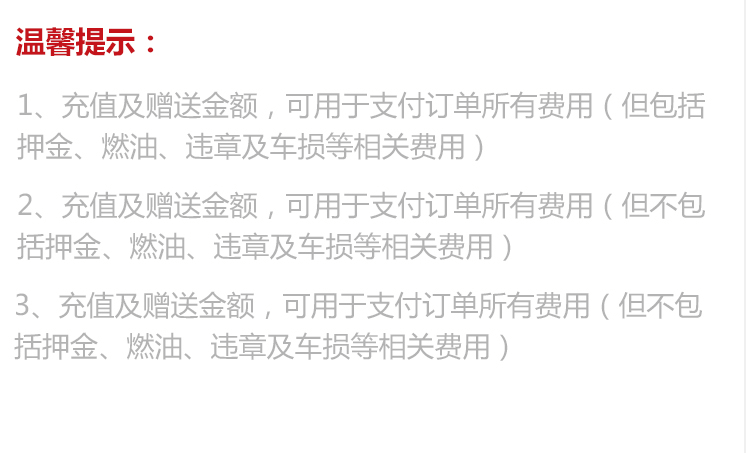 温馨提示：
1、充值及赠送金额，可用于支付订单所有费用（但包括
押金、燃油、违章及车损等相关费用）
2、充值及赠送金额，可用于支付订单所有费用（但不包
括押金、燃油、违章及车损等相关费用）
3、充值及赠送金额，可用于支付订单所有费用（但不包
括押金、燃油、违章及车损等相关费用）